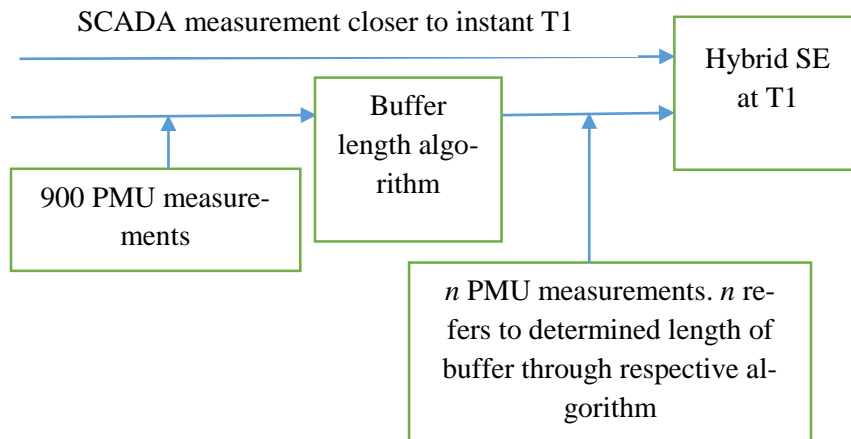 SCADA measurement closer to instant T1
Hybrid SE
at T1
Buffer
length algo-
rithm
900 PMU measure-
ments
n PMU measurements. n re-
fers to determined length of
buffer through respective al-
gorithm